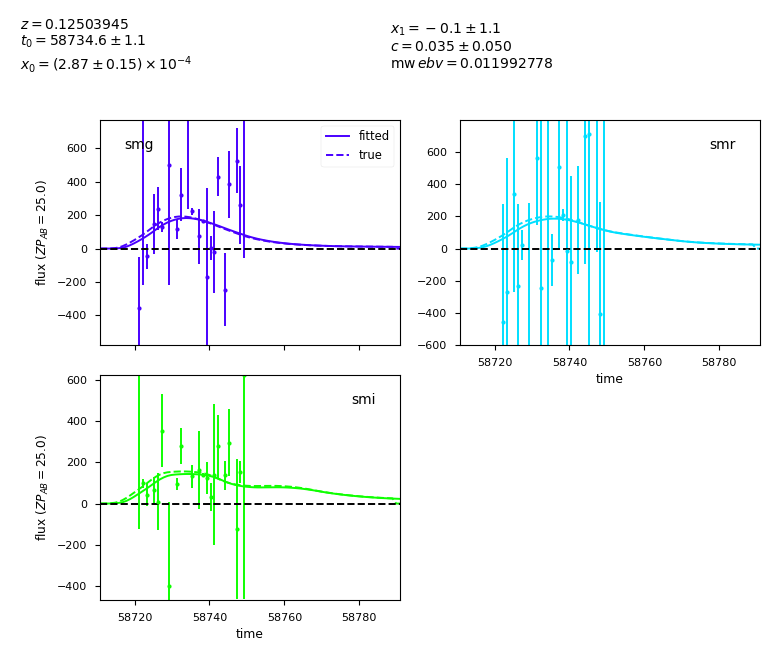 z = 0.12503945
t0 = 58734.6 ± 1.1
x0 = (2.87 ± 0.15) × 10^−4
x1 = −0.1 ± 1.1
c = 0.035 ± 0.050
mw ebv = 0.011992778
smg
fitted
true
flux (ZP_AB = 25.0)
600
400
200
0
−200
−400
smr
600
400
200
0
−200
−400
−600
58720 58740 58760 58780
time
smi
flux (ZP_AB = 25.0)
600
400
200
0
−200
−400
58720 58740 58760 58780
time